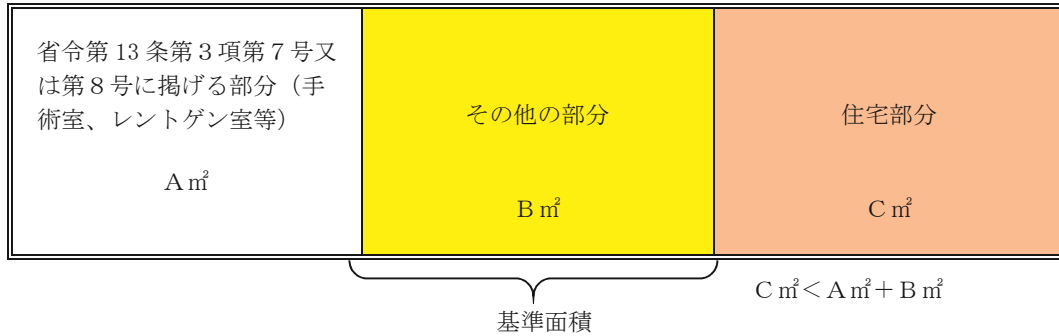 省令第 13 条第３項第７号又
は第８号に掲げる部分（手
術室、レントゲン室等）
Ａ㎡
その他の部分
Ｂ㎡
住宅部分
Ｃ㎡
Ｃ㎡＜Ａ㎡＋Ｂ㎡
基準面積